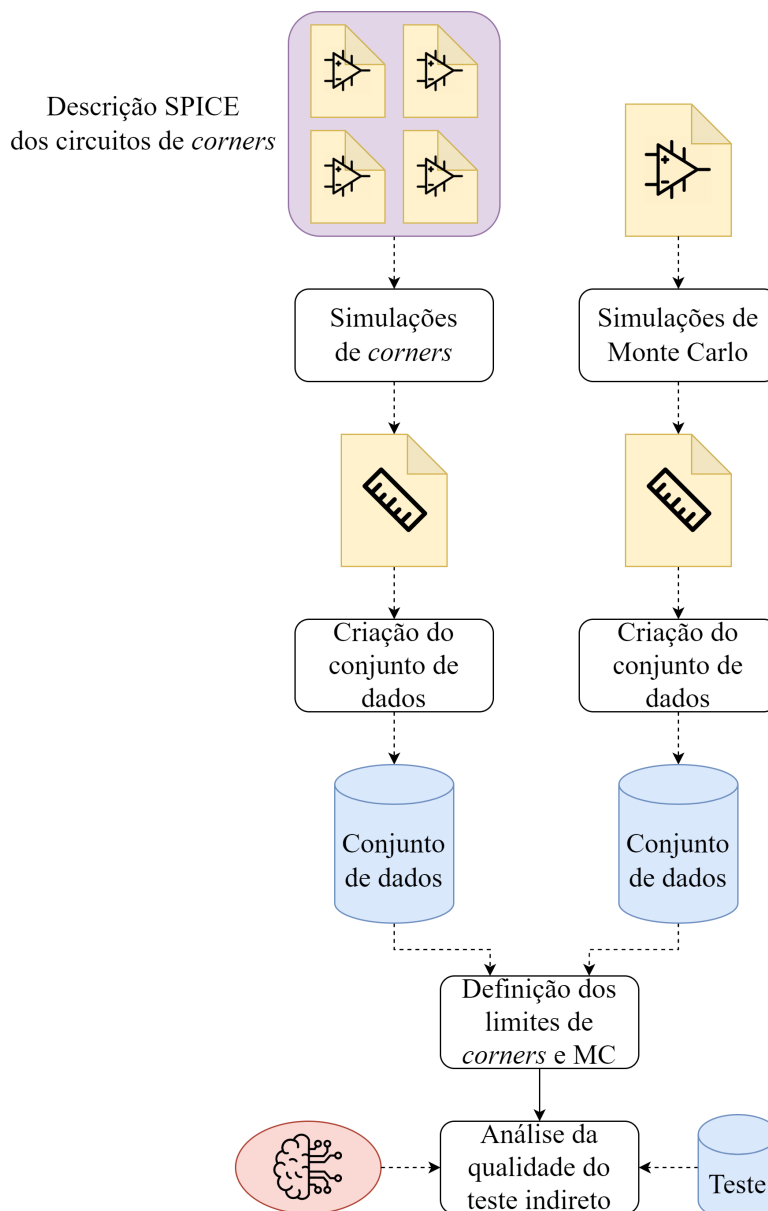 Descrição SPICE
dos circuitos de corners
Simulações
de corners
Simulações de
Monte Carlo
Criação do
conjunto de
dados
Criação do
conjunto de
dados
Conjunto
de dados
Conjunto
de dados
Definição dos
limites de
corners e MC
Análise da
qualidade do
teste indireto
Teste